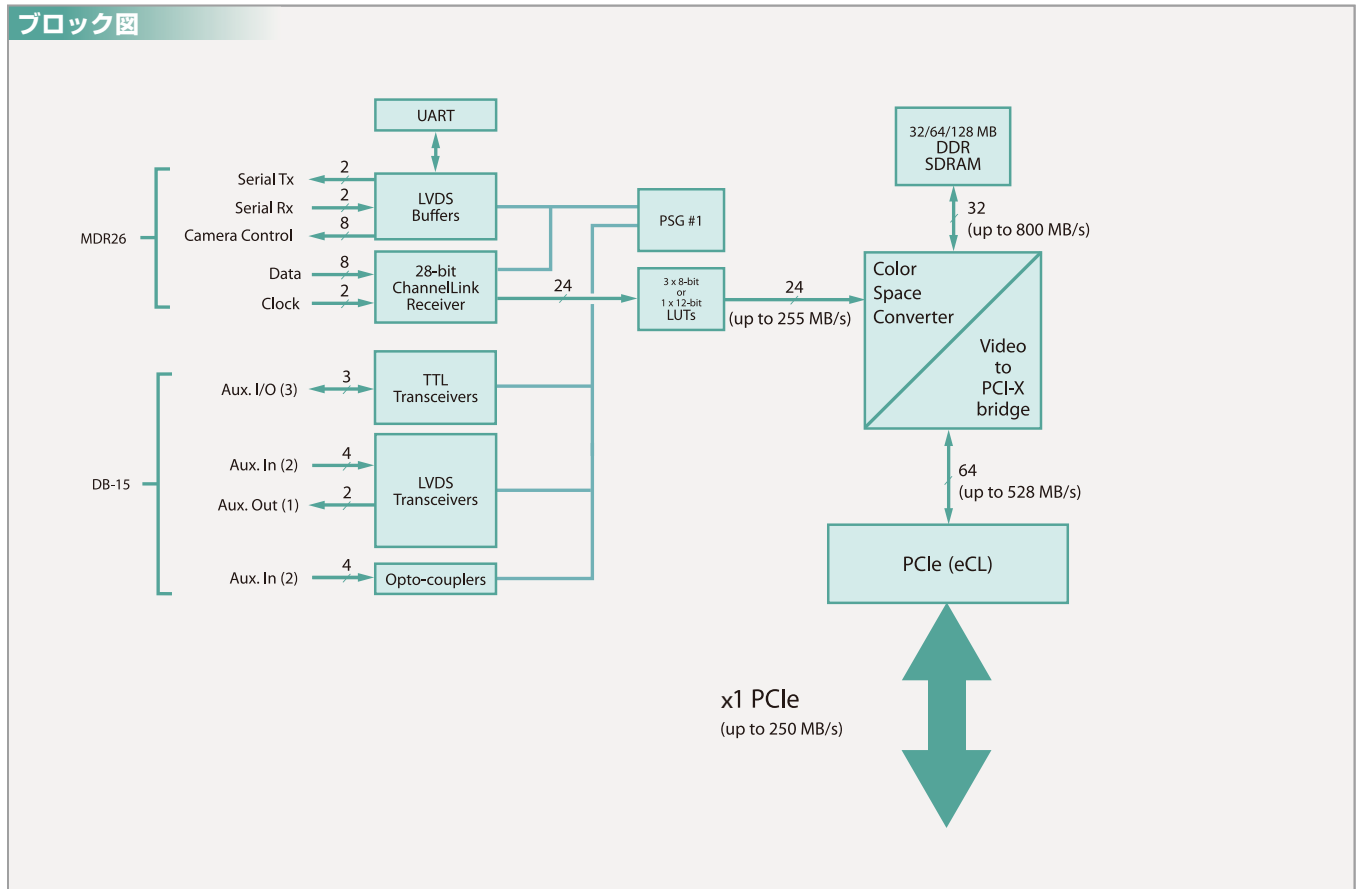 ブロック図
UART
32/64/128 MB
DDR
SDRAM
MDR26
Serial Tx
2
Serial Rx
2
Camera Control
8
LVDS
Buffers
PSG #1
32
(up to 800 MB/s)
Data
8
Clock
2
28-bit
ChannelLink
Receiver
24
3 x 8-bit
or
1 x 12-bit
LUTs
24
(up to 255 MB/s)
Color
Space
Converter
Video
to
PCI-X
bridge
DB-15
Aux. I/O (3)
3
TTL
Transceivers
Aux. In (2)
4
Aux. Out (1)
2
LVDS
Transceivers
64
(up to 528 MB/s)
Aux. In (2)
4
Opto-couplers
PCIe (eCL)
x1 PCIe
(up to 250 MB/s)